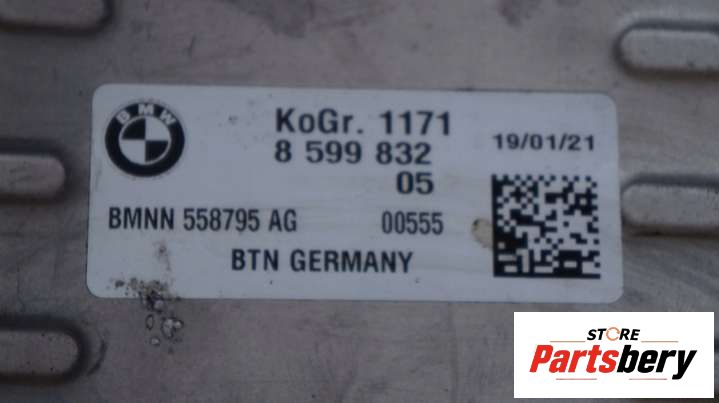 BMW
KoGr. 1171
8 599 832
05
19/01/21
BMNN 558795 AG 00555
BTN GERMANY
STORE
Partsbery